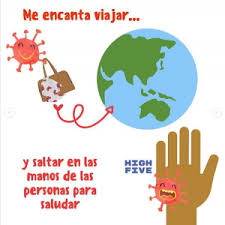 Me encanta viajar...
y saltar en las
manos de las
personas para
saludar
HIGH
FIVE